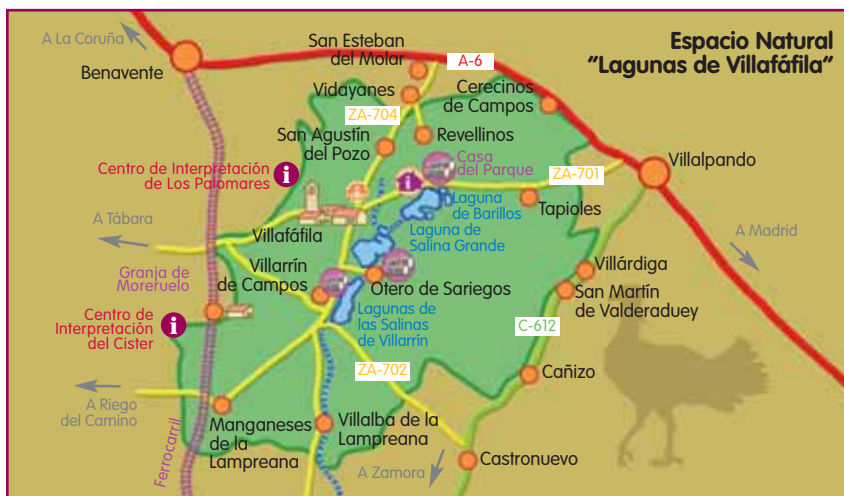 Espacio Natural
"Lagunas de Villafáfila"
A La Coruña
Benavente
San Esteban
del Molar
A-6
Vidayanes
Cerecinos
de Campos
ZA-704
Revellinos
San Agustín
del Pozo
Centro de Interpretación
de Los Palomares
i
i
Casa
del Parque
ZA-701
Villalpando
Laguna
de Barillos
Tapioles
A Tábara
Villafáfila
Laguna de
Salina Grande
A Madrid
Granja de
Moreruelo
Villarrín
de Campos
Otero de Sariegos
Villárdiga
San Martín
de Valderaduey
Centro de
Interpretación
del Cister
i
Lagunas de
las Salinas
de Villarrín
C-612
ZA-702
Cañizo
A Riego
del Camino
Manganeses
de la
Lampreana
Villalba de la
Lampreana
Ferrocarril
A Zamora
Castronuevo